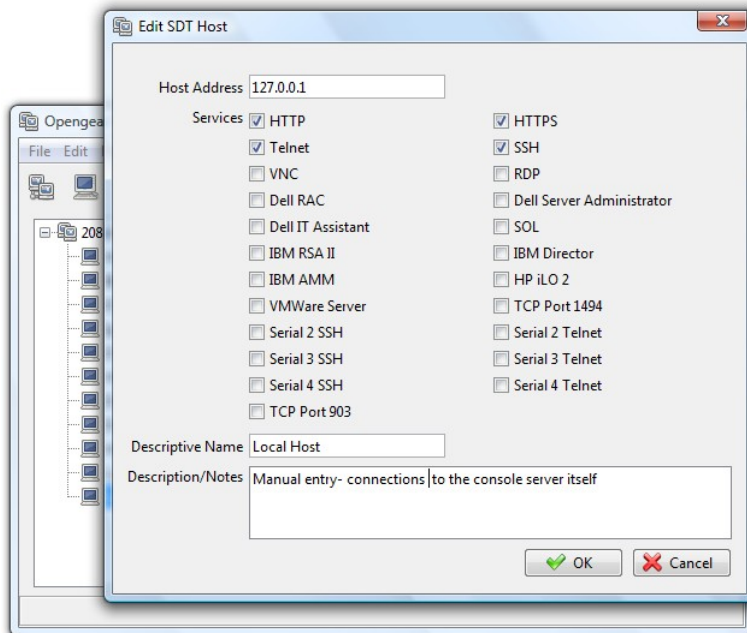 Edit SDT Host
Host Address 127.0.0.1
Services HTTP HTTPS
Telnet SSH
VNC RDP
Dell RAC Dell Server Administrator
Dell IT Assistant SOL
IBM RSA II IBM Director
IBM AMM HP iLO 2
VMWare Server TCP Port 1494
Serial 2 SSH Serial 2 Telnet
Serial 3 SSH Serial 3 Telnet
Serial 4 SSH Serial 4 Telnet
TCP Port 903
Descriptive Name Local Host
Description/Notes Manual entry- connections to the console server itself
OK Cancel
Opengea
File Edit
208